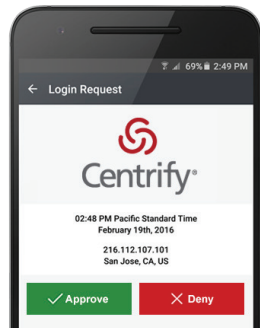 69% 2:49 PM
← Login Request
Centrify®
02:48 PM Pacific Standard Time
February 19th, 2016
216.112.107.101
San Jose, CA, US
Approve
Deny